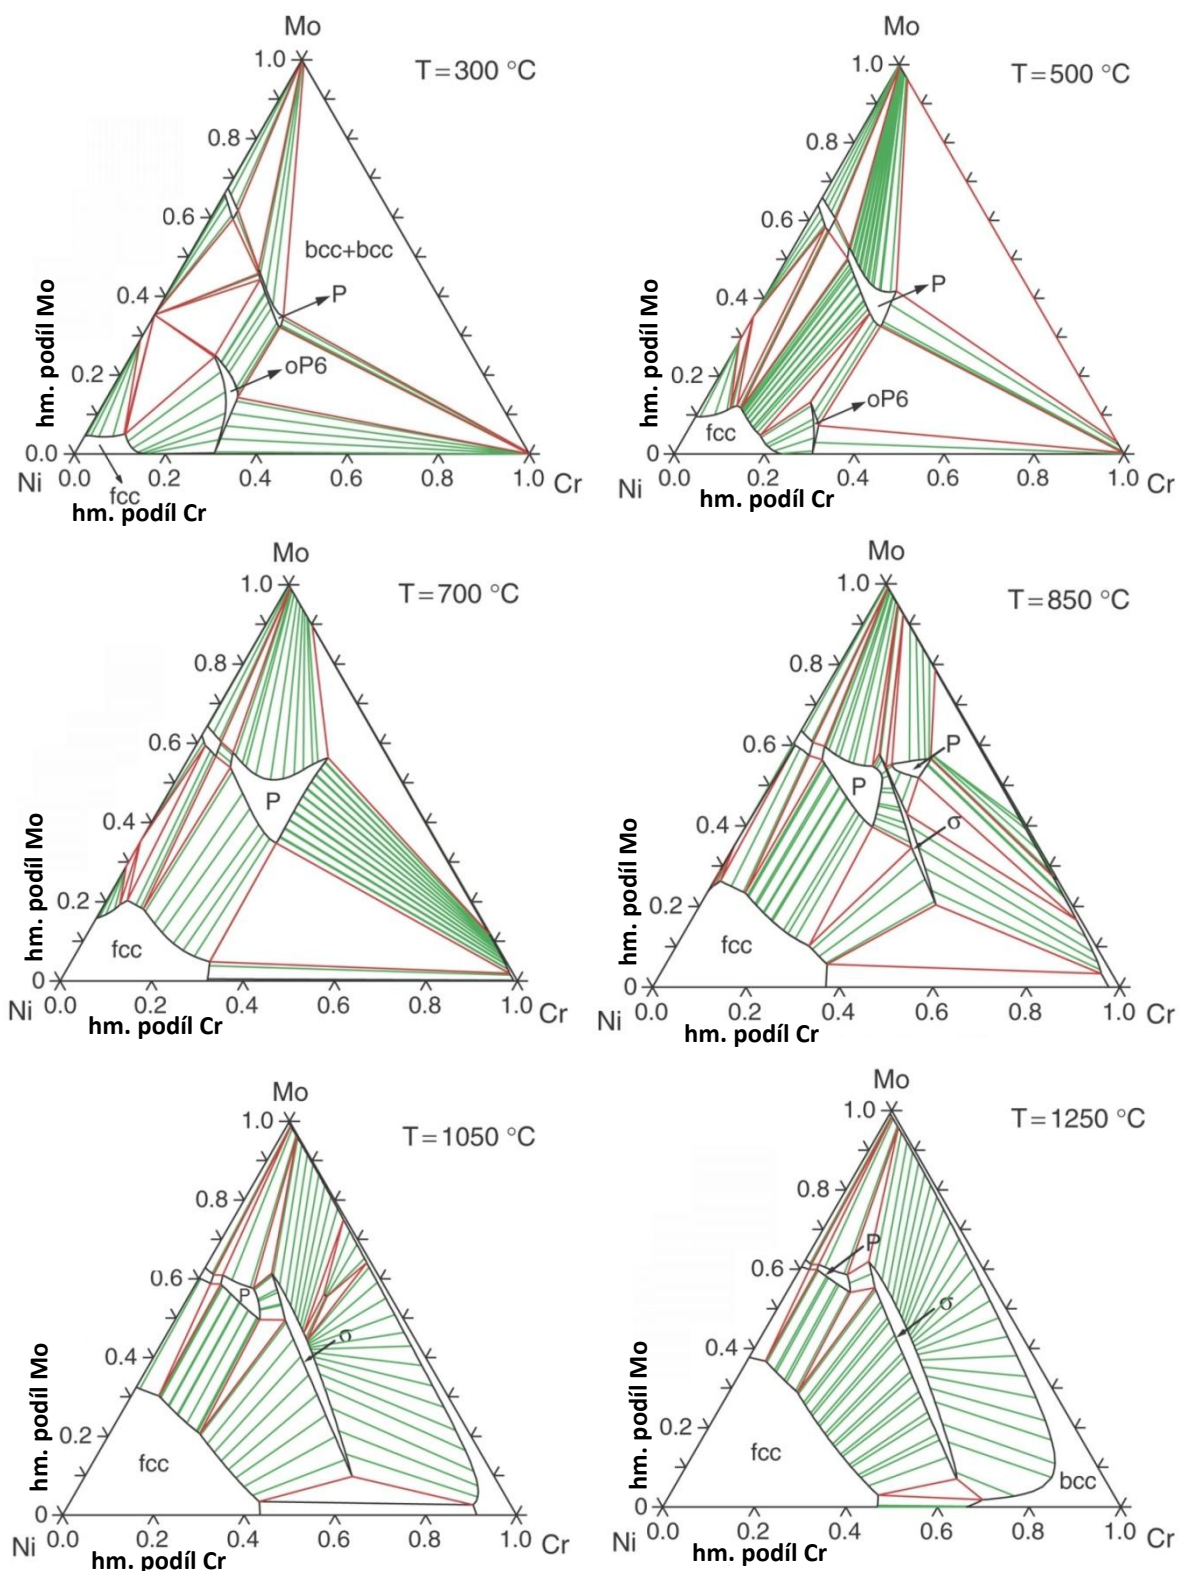 Mo
T=300 °C
1.0
0.8
0.6
0.4
0.2
0.0
bcc+bcc
P
oP6
fcc
Ni
0.0 0.2 0.4 0.6 0.8 1.0
Cr
hm. podíl Mo
hm. podíl Cr
Mo
T=500 °C
1.0
0.8
0.6
0.4
0.2
0
P
oP6
fcc
Ni
0.0 0.2 0.4 0.6 0.8 1.0
Cr
hm. podíl Mo
hm. podíl Cr
Mo
T=700 °C
1.0
0.8
0.6
0.4
0.2
0
P
fcc
Ni
0.0 0.2 0.4 0.6 0.8 1.0
Cr
hm. podíl Mo
hm. podíl Cr
Mo
T=850 °C
1.0
0.8
0.6
0.4
0.2
0
P
P
σ
fcc
Ni
0.0 0.2 0.4 0.6 0.8 1.0
Cr
hm. podíl Mo
hm. podíl Cr
Mo
T=1050 °C
1.0
0.8
0.6
0.4
0.2
0
P
σ
fcc
Ni
0.0 0.2 0.4 0.6 0.8 1.0
Cr
hm. podíl Mo
hm. podíl Cr
Mo
T=1250 °C
1.0
0.8
0.6
0.4
0.2
0
P
σ
fcc
bcc
Ni
0.0 0.2 0.4 0.6 0.8 1.0
Cr
hm. podíl Mo
hm. podíl Cr